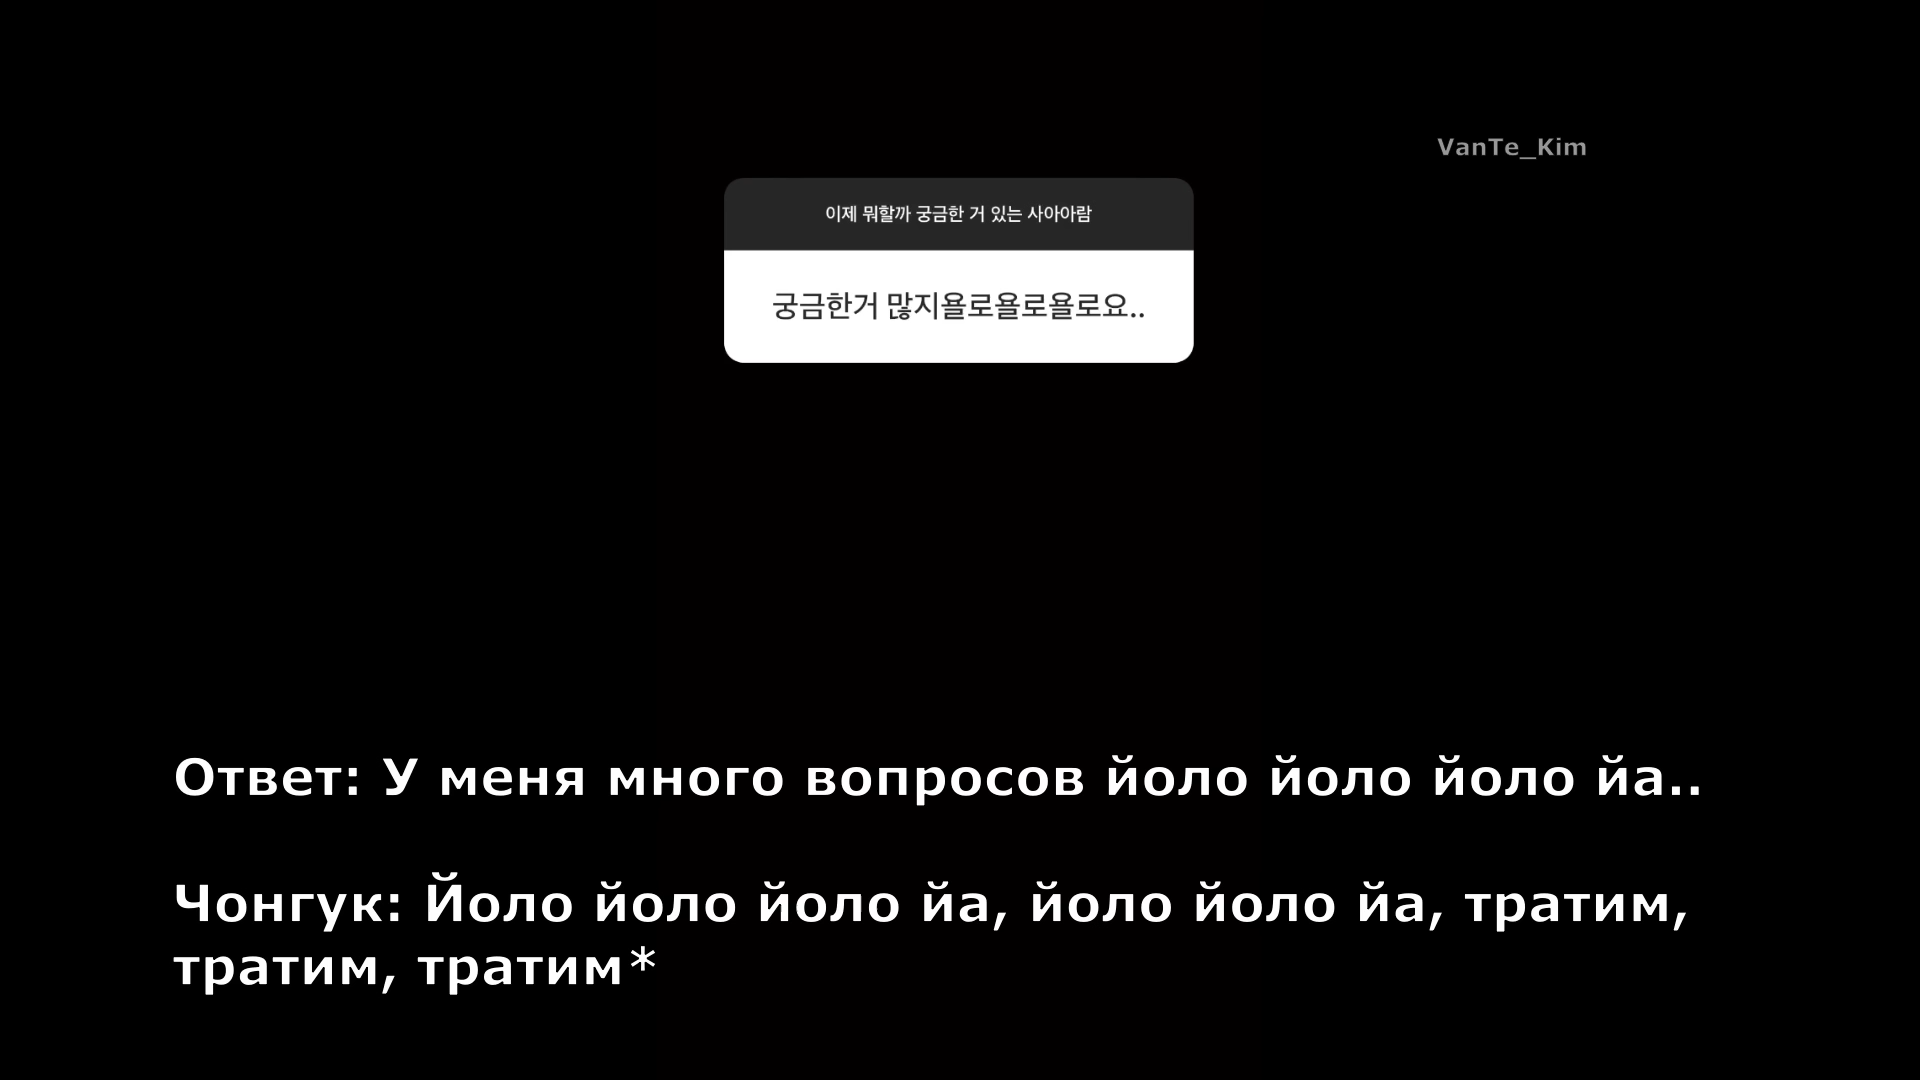 VanTe_Kim
이제 뭐할까 궁금한 거 있는 사아아람
궁금한거 많지욜로욜로욜로요..
Ответ: У меня много вопросов йоло йоло йоло йа..
Чонгук: Йоло йоло йоло йа, йоло йоло йа, тратим,
тратим, тратим*